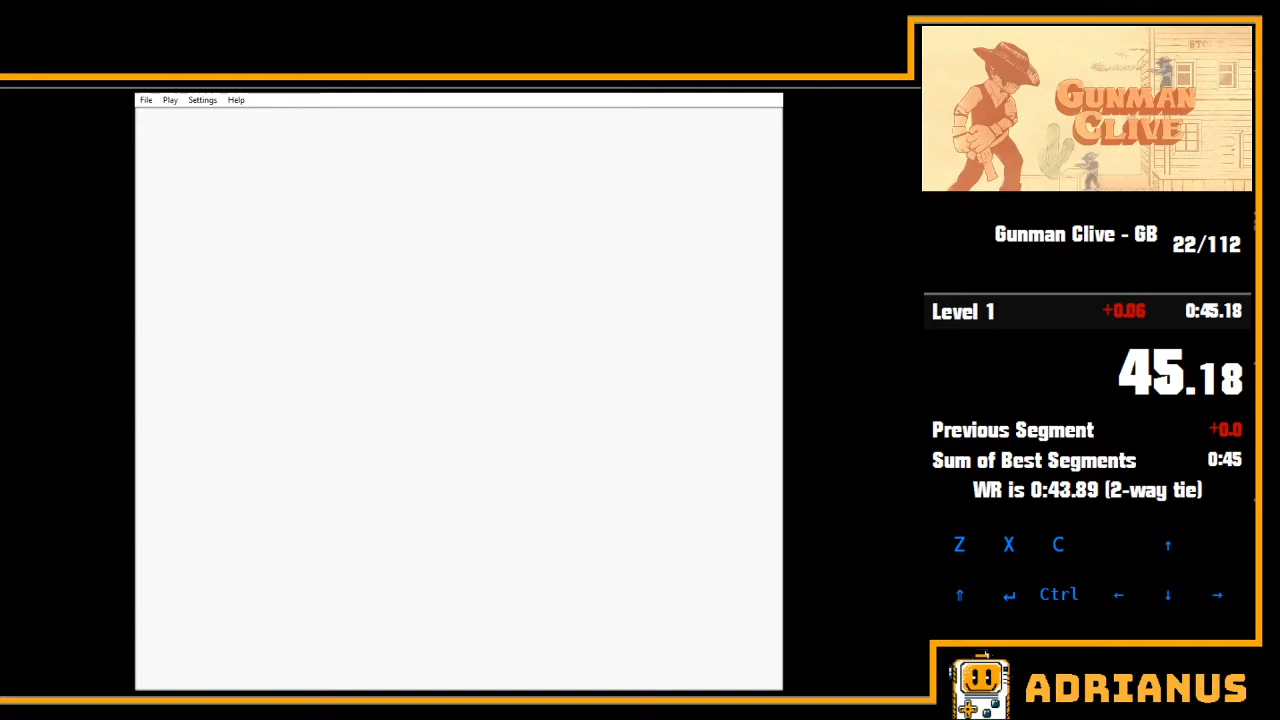 File Play Settings Help
STO
GUNMAN
CLIVE
Gunman Clive - GB
22/112
Level 1 +0.06 0:45.18
45.18
Previous Segment +0.0
Sum of Best Segments 0:45
WR is 0:43.89 (2-way tie)
Z X C ↑
⇑ ↵ Ctrl ← ↓ →
ADRIANUS